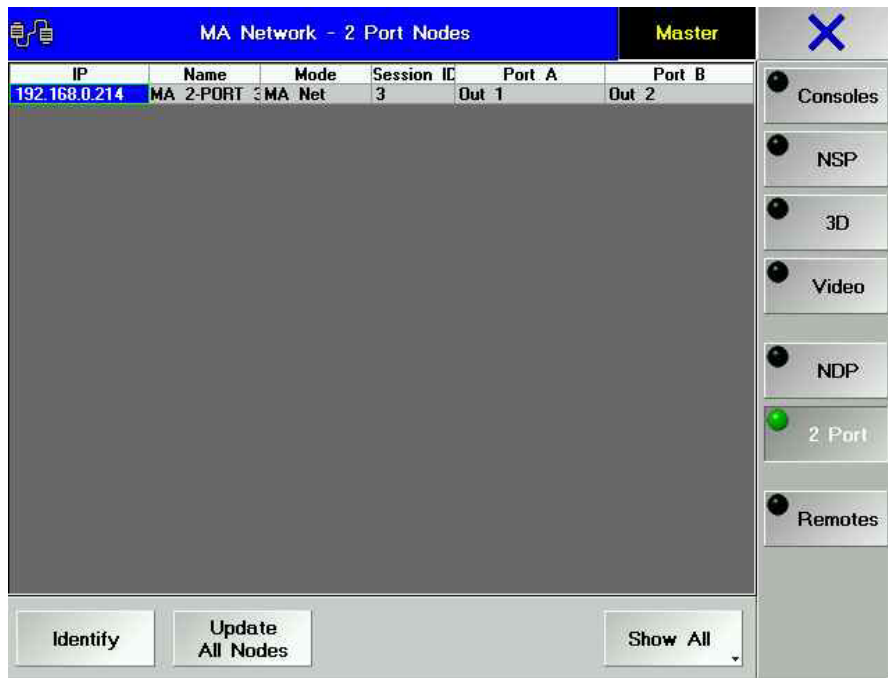 MA Network - 2 Port Nodes
Master
IP Name Mode Session ID Port A Port B
192.168.0.214 MA 2-PORT 3 MA Net 3 Out 1 Out 2
Consoles
NSP
3D
Video
NDP
2 Port
Remotes
Identify
Update
All Nodes
Show All